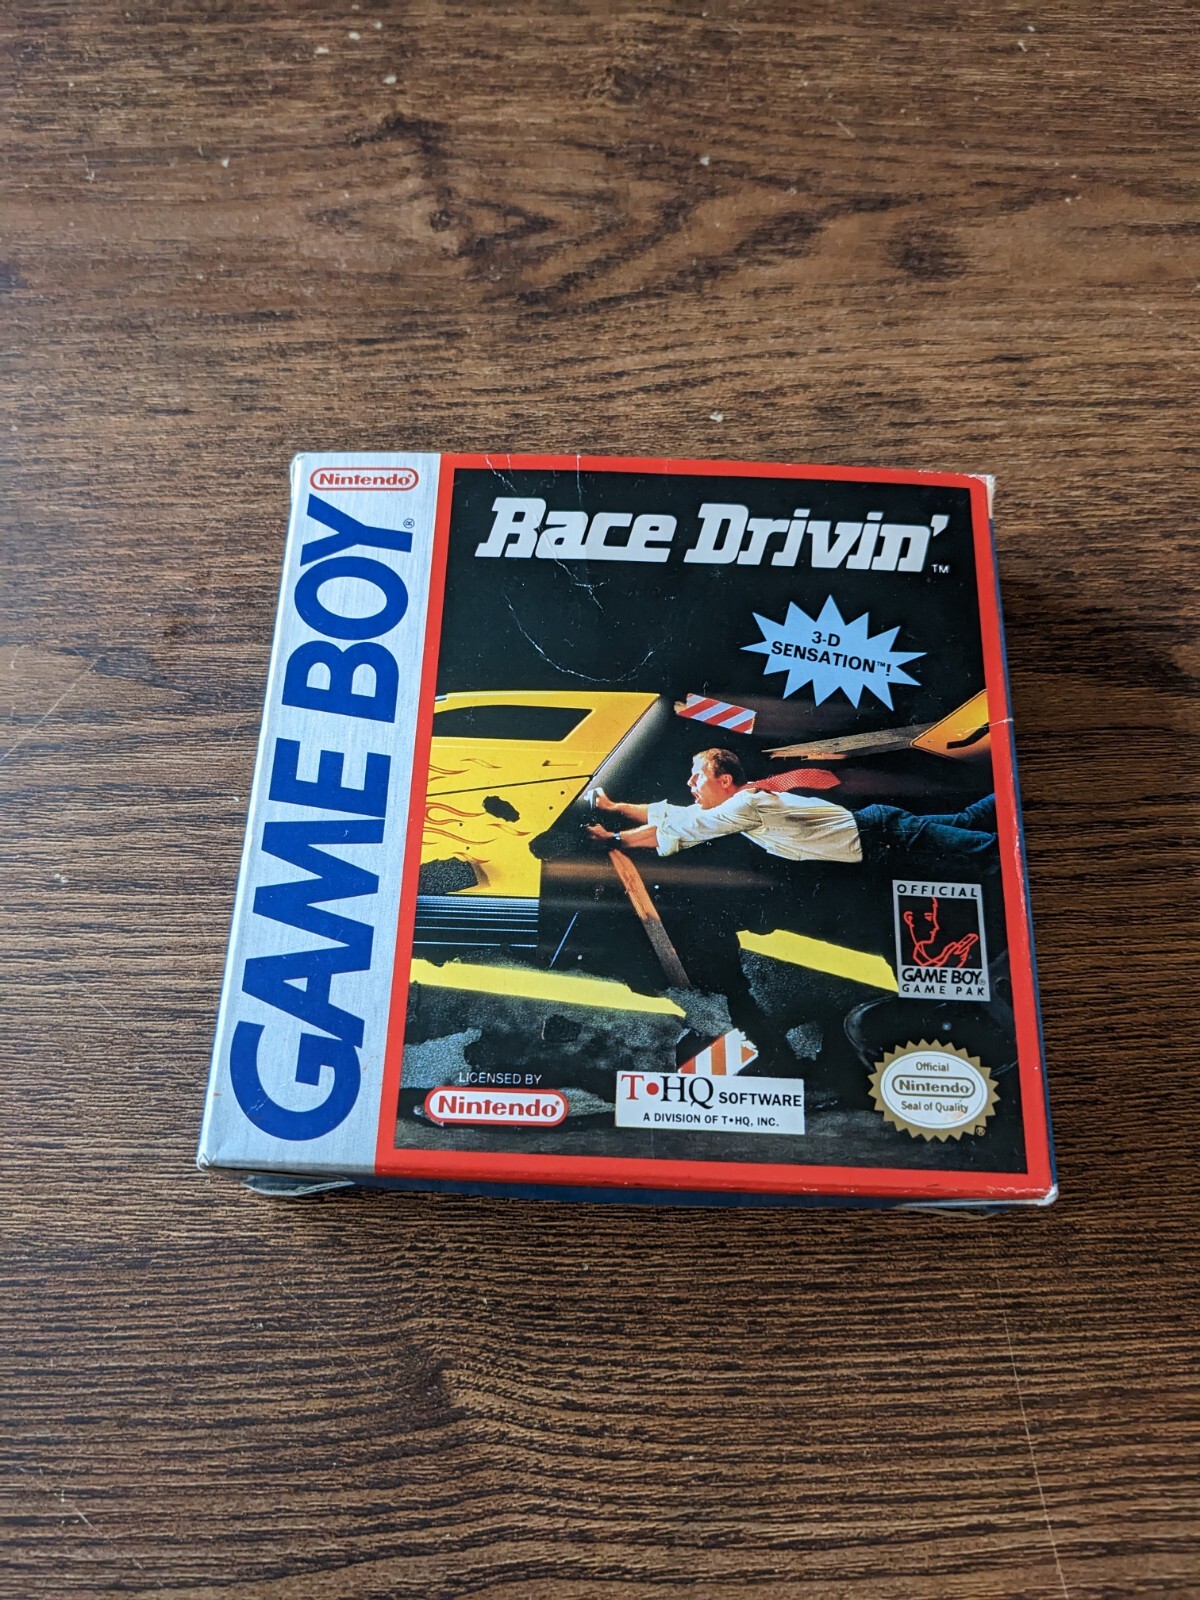 Nintendo®
GAME BOY®
Race Drivin'™
3-D
SENSATION™!
OFFICIAL
GAME BOY®
GAME PAK
LICENSED BY
Nintendo®
T•HQ SOFTWARE
A DIVISION OF T•HQ, INC.
Official
Nintendo
Seal of Quality
®